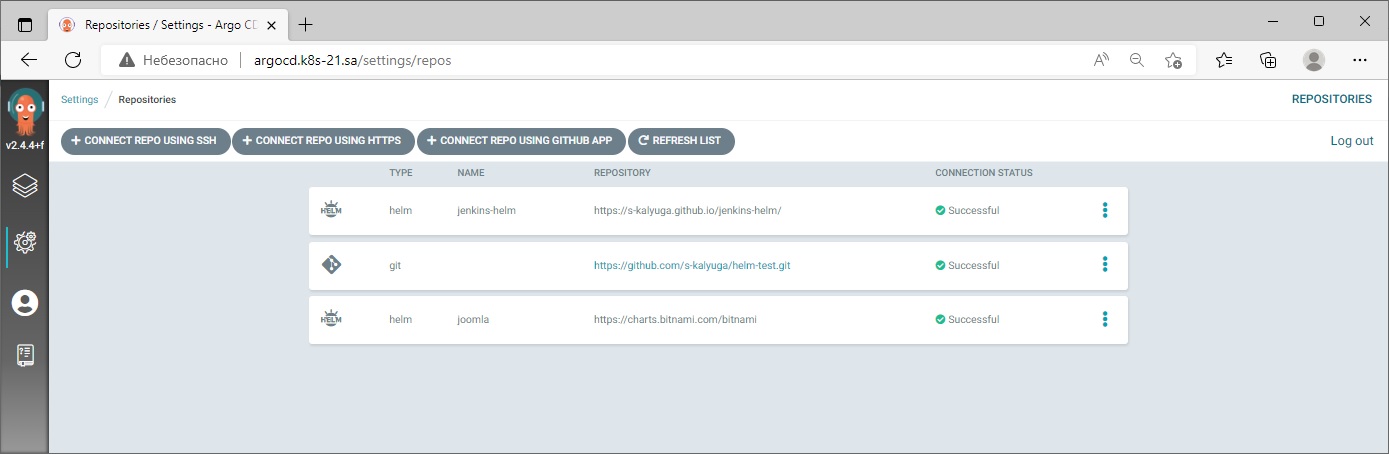 Repositories / Settings - Argo CD
Небезопасно argocd.k8s-21.sa/settings/repos
v2.4.4+f
Settings / Repositories REPOSITORIES
CONNECT REPO USING SSH CONNECT REPO USING HTTPS CONNECT REPO USING GITHUB APP REFRESH LIST Log out
TYPE NAME REPOSITORY CONNECTION STATUS
HELM helm jenkins-helm https://s-kalyuga.github.io/jenkins-helm/ Successful
git https://github.com/s-kalyuga/helm-test.git Successful
HELM helm joomla https://charts.bitnami.com/bitnami Successful